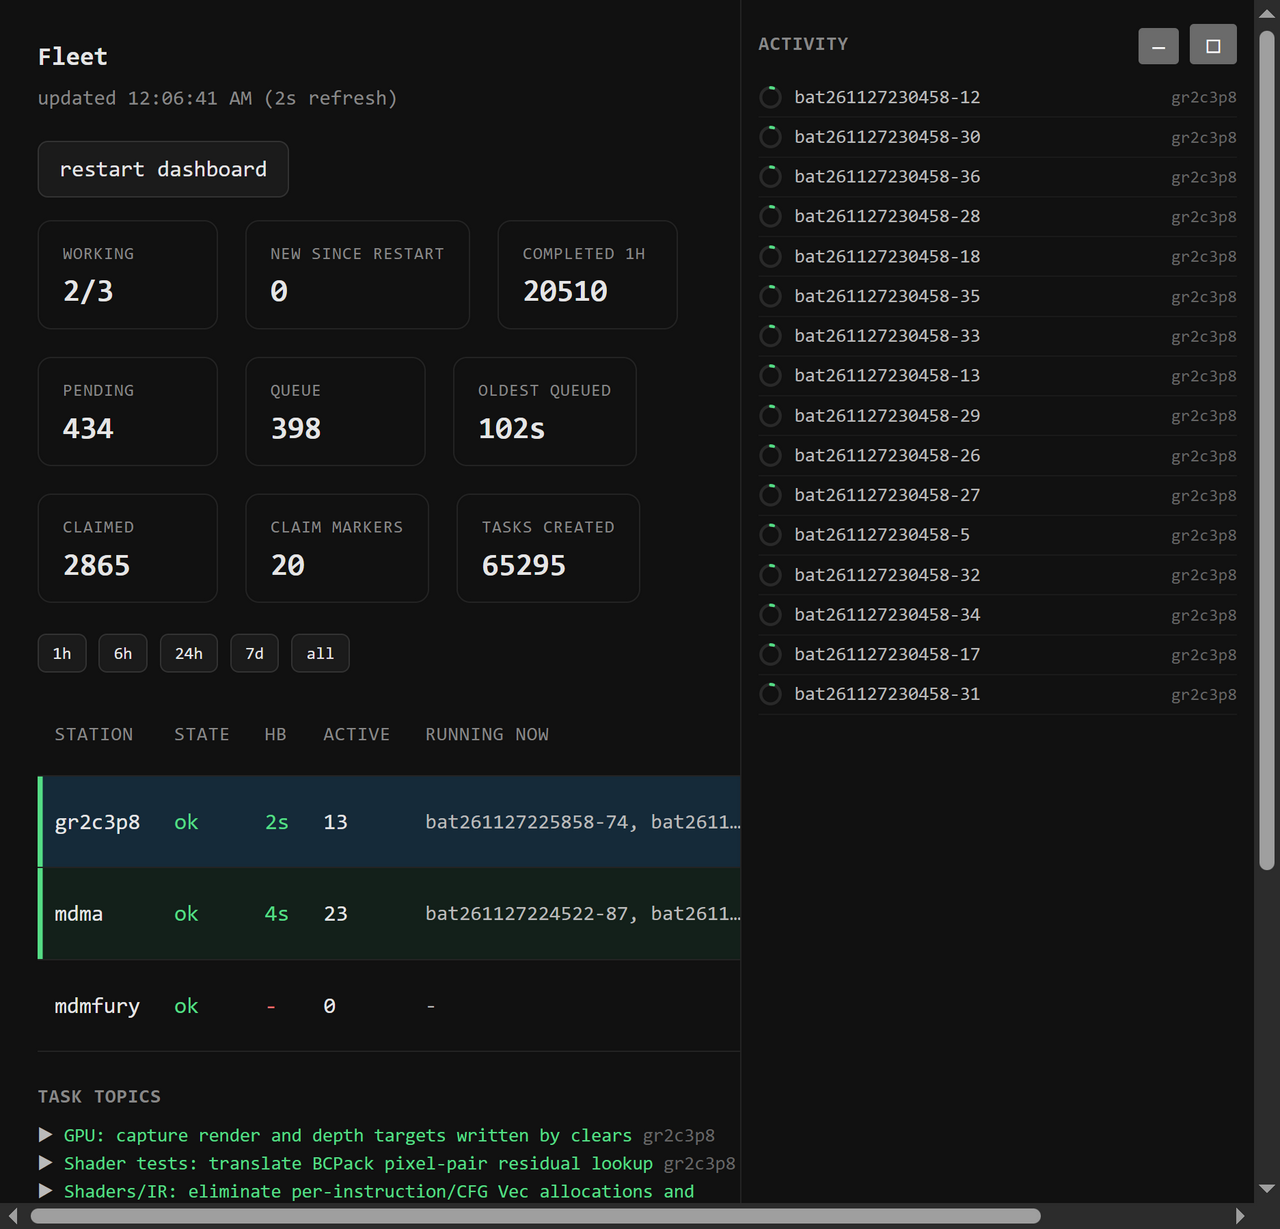 Fleet
updated 12:06:41 AM (2s refresh)
restart dashboard
WORKING
2/3
NEW SINCE RESTART
0
COMPLETED 1H
20510
PENDING
434
QUEUE
398
OLDEST QUEUED
102s
CLAIMED
2865
CLAIM MARKERS
20
TASKS CREATED
65295
1h 6h 24h 7d all
STATION STATE HB ACTIVE RUNNING NOW
gr2c3p8 ok 2s 13 bat261127225858-74, bat2611…
mdma ok 4s 23 bat261127224522-87, bat2611…
mdmfury ok - 0 -
TASK TOPICS
▶ GPU: capture render and depth targets written by clears gr2c3p8
▶ Shader tests: translate BCPack pixel-pair residual lookup gr2c3p8
▶ Shaders/IR: eliminate per-instruction/CFG Vec allocations and
ACTIVITY
bat261127230458-12 gr2c3p8
bat261127230458-30 gr2c3p8
bat261127230458-36 gr2c3p8
bat261127230458-28 gr2c3p8
bat261127230458-18 gr2c3p8
bat261127230458-35 gr2c3p8
bat261127230458-33 gr2c3p8
bat261127230458-13 gr2c3p8
bat261127230458-29 gr2c3p8
bat261127230458-26 gr2c3p8
bat261127230458-27 gr2c3p8
bat261127230458-5 gr2c3p8
bat261127230458-32 gr2c3p8
bat261127230458-34 gr2c3p8
bat261127230458-17 gr2c3p8
bat261127230458-31 gr2c3p8